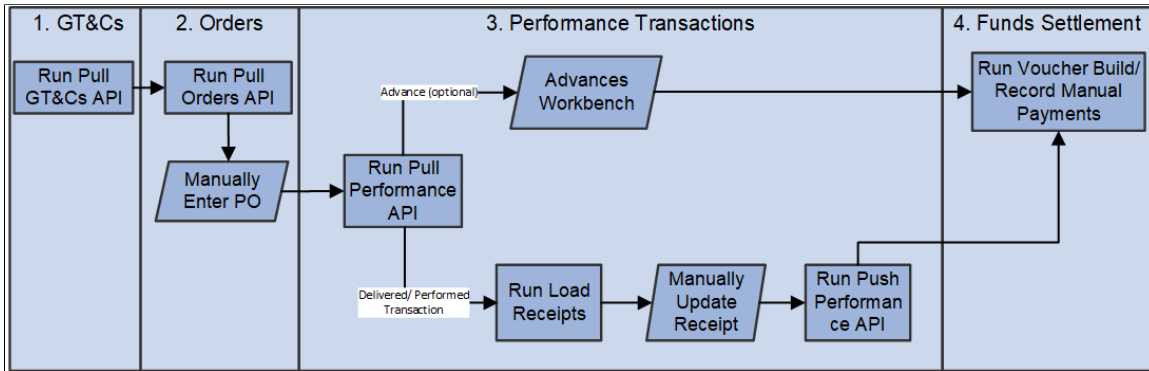 1. GT&Cs
2. Orders
3. Performance Transactions
4. Funds Settlement
Run Pull
GT&Cs API
Run Pull
Orders API
Manually
Enter PO
Run Pull
Performance
API
Advance (optional)
Advances
Workbench
Delivered/ Performed
Transaction
Run Load
Receipts
Manually
Update
Receipt
Run Push
Performan
ce API
Run Voucher Build/
Record Manual
Payments